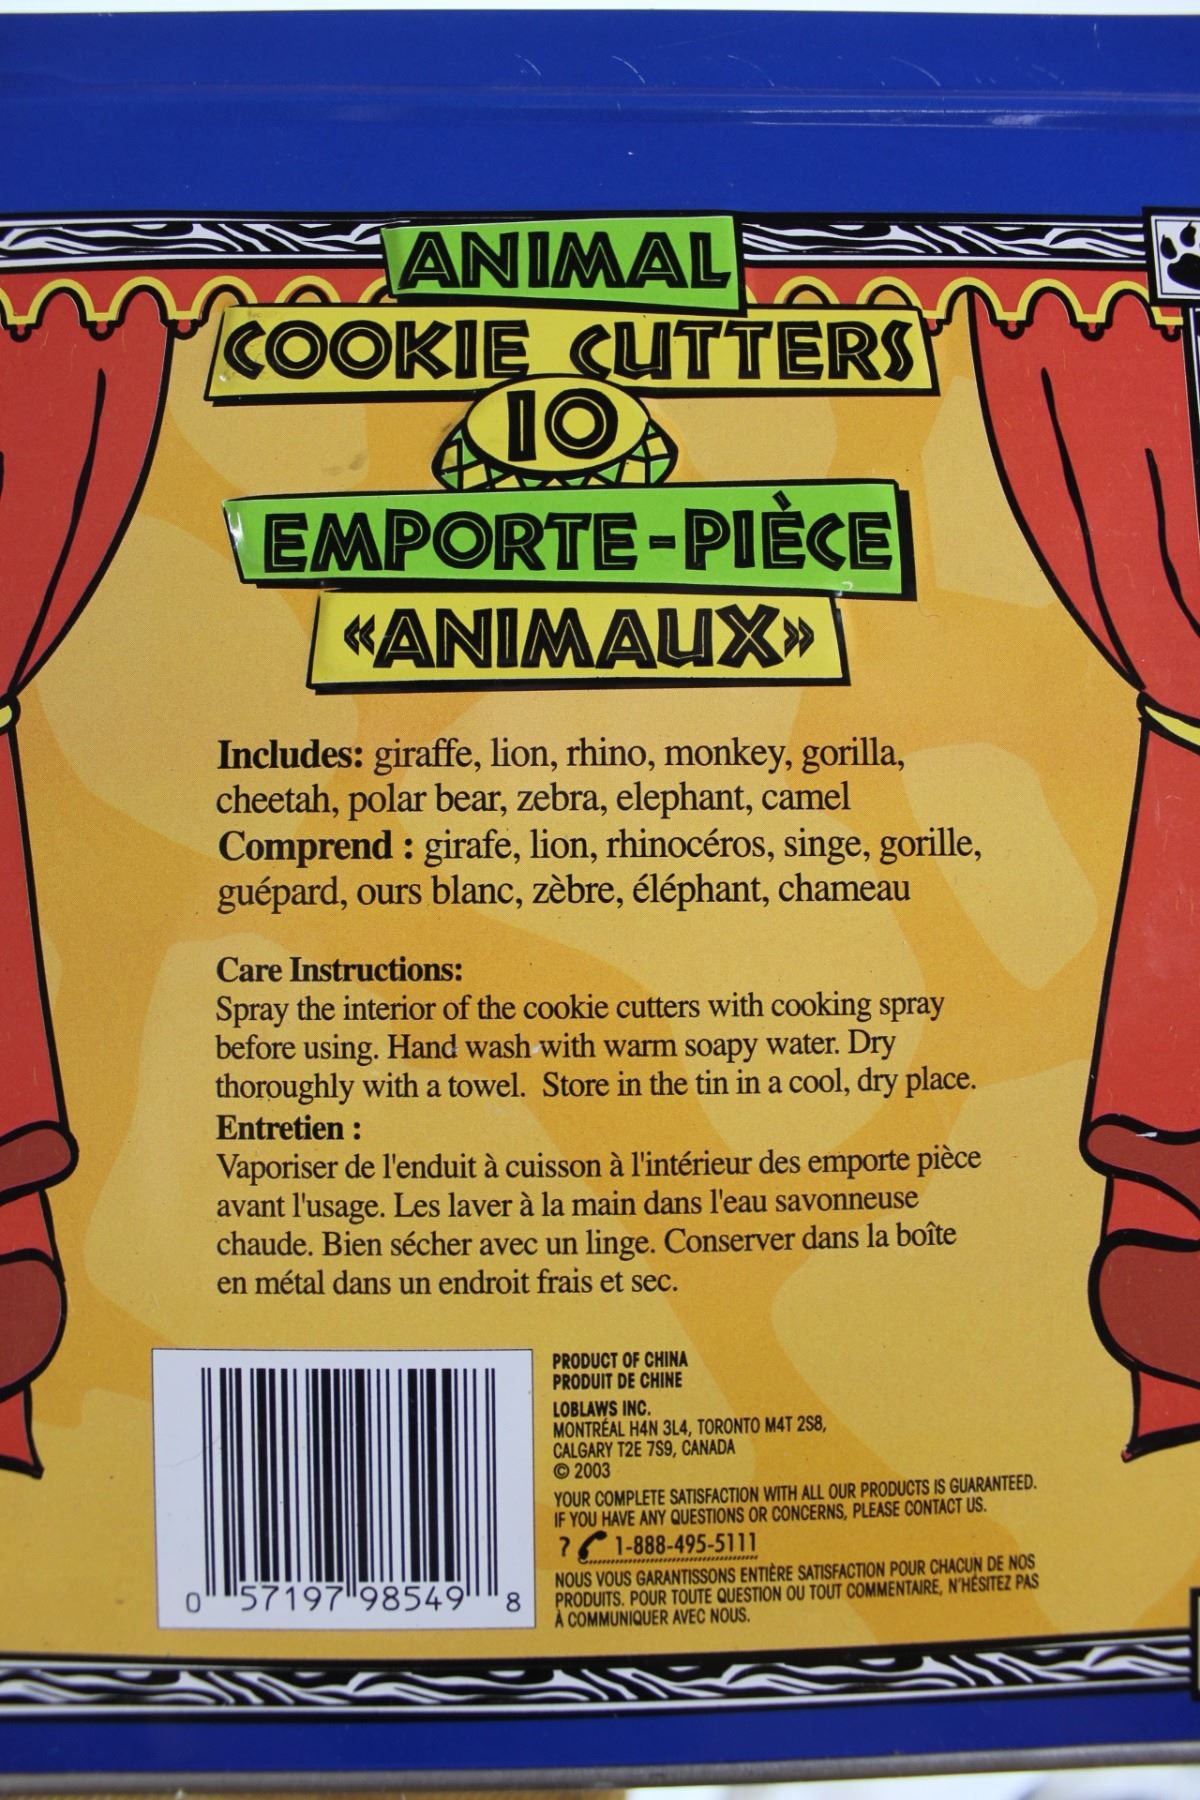 ANIMAL
COOKIE CUTTERS
10
EMPORTE-PIÈCE
«ANIMAUX»
Includes: giraffe, lion, rhino, monkey, gorilla,
cheetah, polar bear, zebra, elephant, camel
Comprend : girafe, lion, rhinocéros, singe, gorille,
guépard, ours blanc, zèbre, éléphant, chameau
Care Instructions:
Spray the interior of the cookie cutters with cooking spray
before using. Hand wash with warm soapy water. Dry
thoroughly with a towel. Store in the tin in a cool, dry place.
Entretien :
Vaporiser de l'enduit à cuisson à l'intérieur des emporte pièce
avant l'usage. Les laver à la main dans l'eau savonneuse
chaude. Bien sécher avec un linge. Conserver dans la boîte
en métal dans un endroit frais et sec.
PRODUCT OF CHINA
PRODUIT DE CHINE
LOBLAWS INC.
MONTRÉAL H4N 3L4, TORONTO M4T 2S8,
CALGARY T2E 7S9, CANADA
© 2003
YOUR COMPLETE SATISFACTION WITH ALL OUR PRODUCTS IS GUARANTEED.
IF YOU HAVE ANY QUESTIONS OR CONCERNS, PLEASE CONTACT US.
? 1-888-495-5111
NOUS VOUS GARANTISSONS ENTIÈRE SATISFACTION POUR CHACUN DE NOS
PRODUITS. POUR TOUTE QUESTION OU TOUT COMMENTAIRE, N'HÉSITEZ PAS
À COMMUNIQUER AVEC NOUS.
0 57197 98549 8